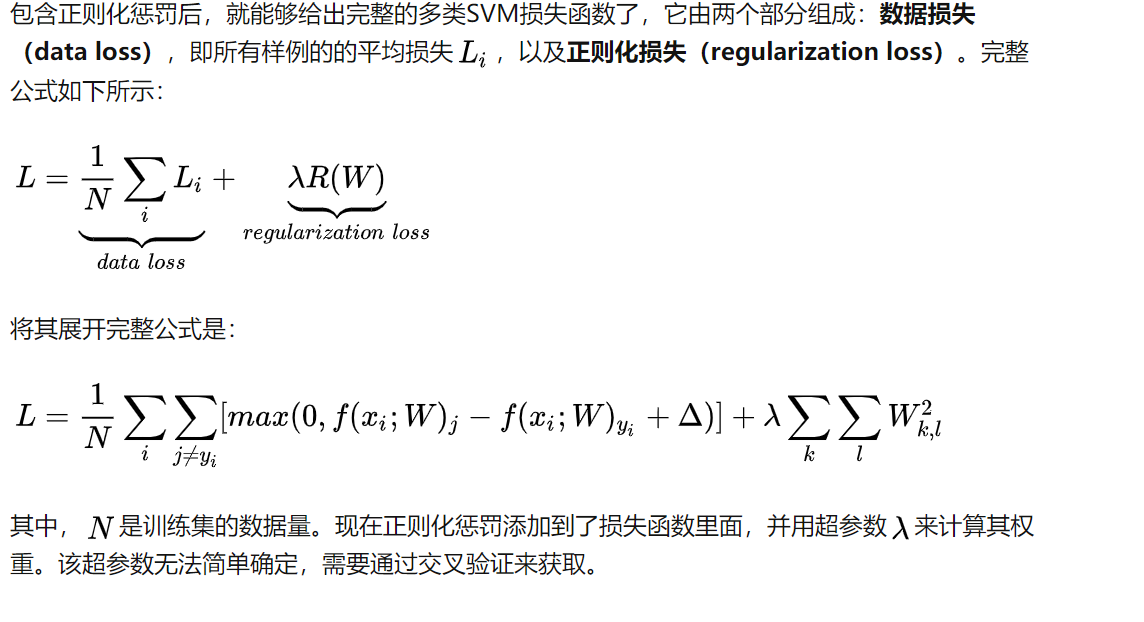 包含正则化惩罚后，就能够给出完整的多类SVM损失函数了，它由两个部分组成：数据损失
（data loss），即所有样例的的平均损失 L_i ，以及正则化损失（regularization loss）。完整
公式如下所示：
L = \underbrace{\frac{1}{N} \sum_i L_i}_{data \ loss} + \underbrace{\lambda R(W)}_{regularization \ loss}
将其展开完整公式是：
L = \frac{1}{N} \sum_i \sum_{j \neq y_i} [max(0, f(x_i; W)_j - f(x_i; W)_{y_i} + \Delta)] + \lambda \sum_k \sum_l W_{k,l}^2
其中， N 是训练集的数据量。现在正则化惩罚添加到了损失函数里面，并用超参数 λ 来计算其权
重。该超参数无法简单确定，需要通过交叉验证来获取。